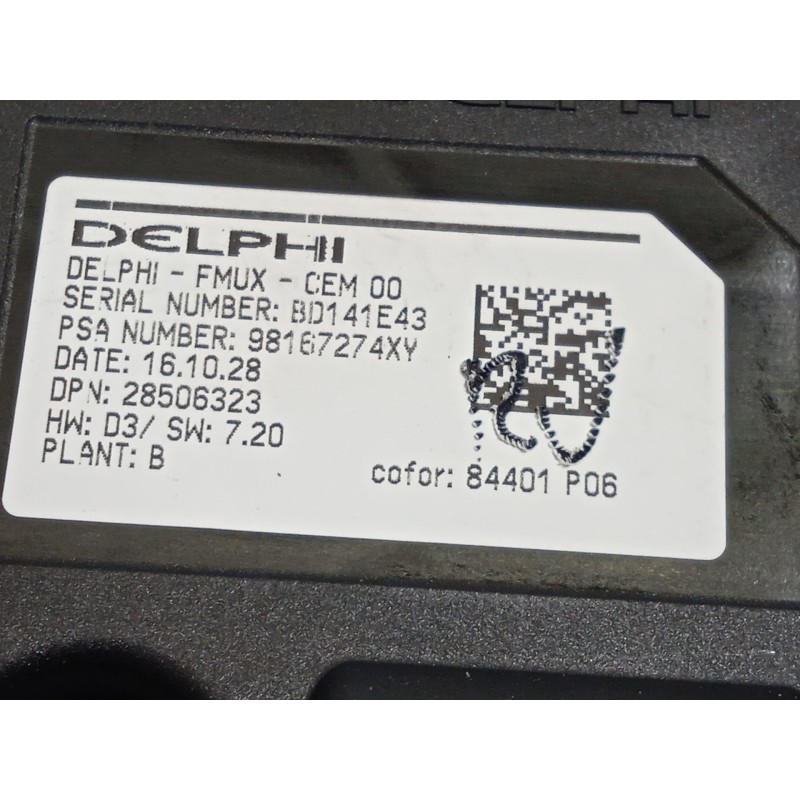 DELPHI
DELPHI
DELPHI - FMUX - CEM 00
SERIAL NUMBER: BD141E43
PSA NUMBER: 98167274XY
DATE: 16.10.28
DPN: 28506323
HW: D3/ SW: 7.20
PLANT: B
cofor: 84401 P06